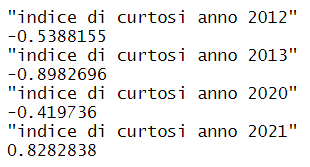 "indice di curtosi anno 2012"
-0.5388155
"indice di curtosi anno 2013"
-0.8982696
"indice di curtosi anno 2020"
-0.419736
"indice di curtosi anno 2021"
0.8282838